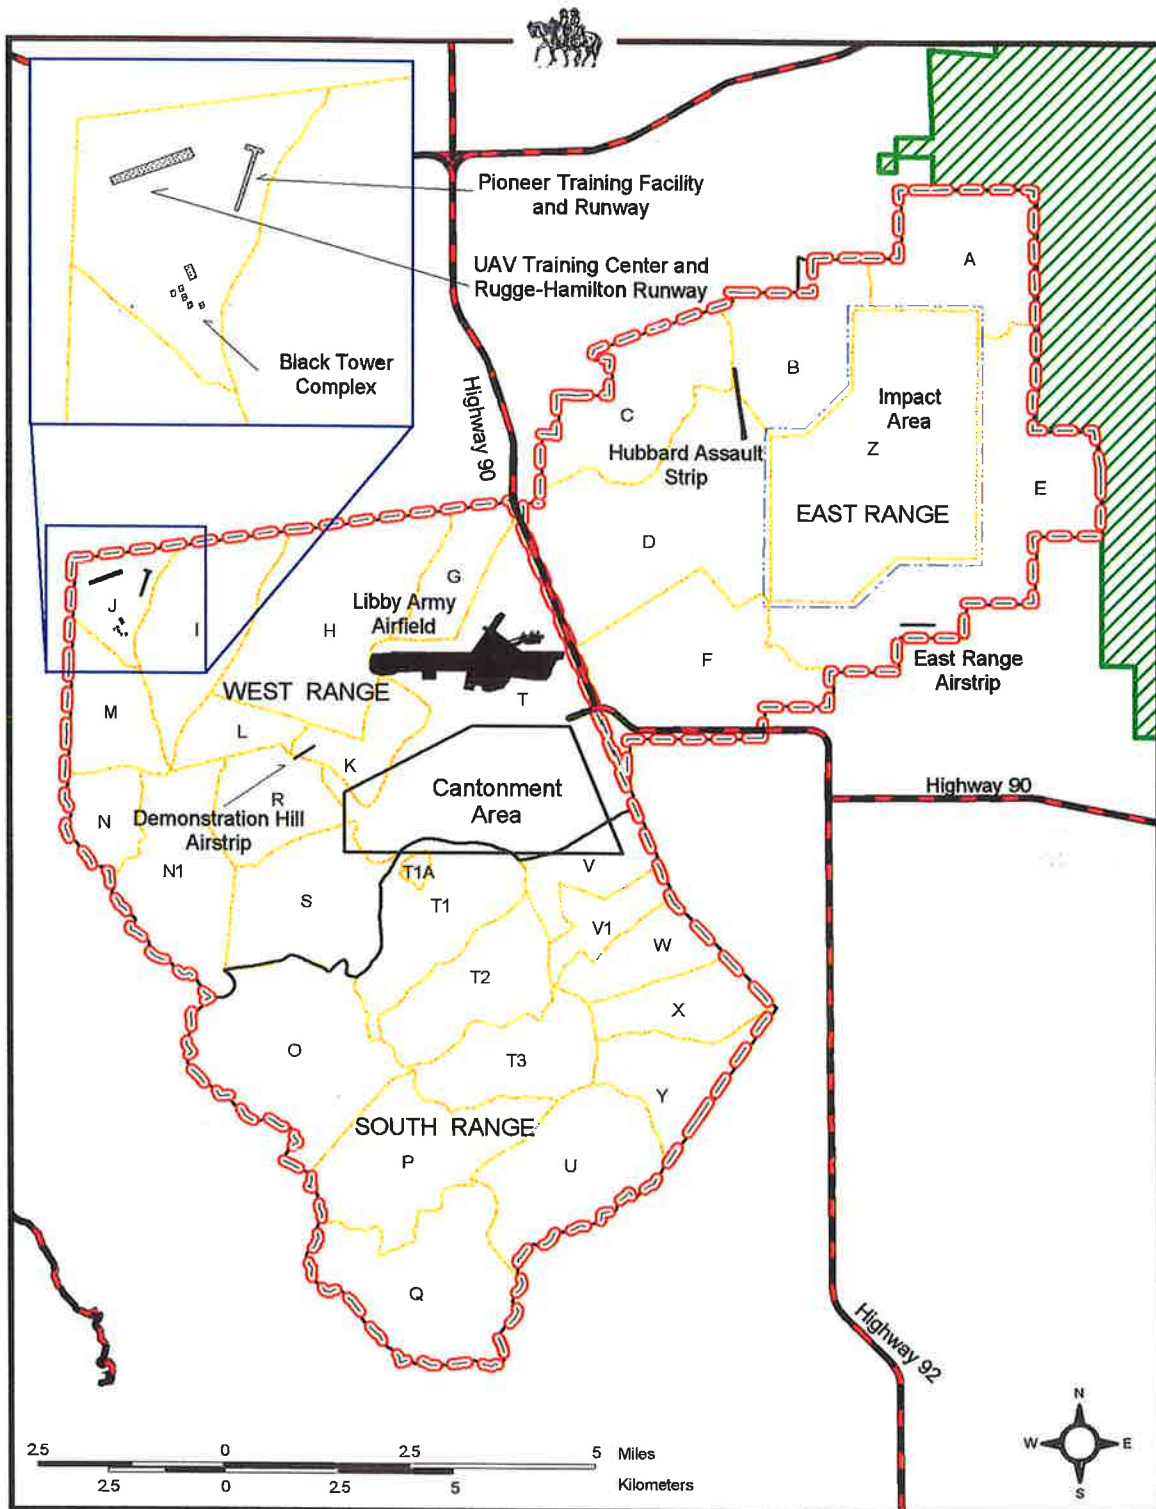 Pioneer Training Facility
and Runway
UAV Training Center and
Rugge-Hamilton Runway
Black Tower
Complex
Highway 90
A
B
C
Impact
Area
Z
Hubbard Assault
Strip
E
EAST RANGE
D
G
Libby Army
Airfield
J
I
H
F
East Range
Airstrip
WEST RANGE
T
M
L
K
Cantonment
Area
Highway 90
R
N
Demonstration Hill
Airstrip
N1
S
T1A
T1
V
V1
W
T2
X
O
T3
Y
SOUTH RANGE
P
U
Q
Highway 92
N
W
E
S
2.5
0
2.5
5
Miles
2.5
0
2.5
5
Kilometers